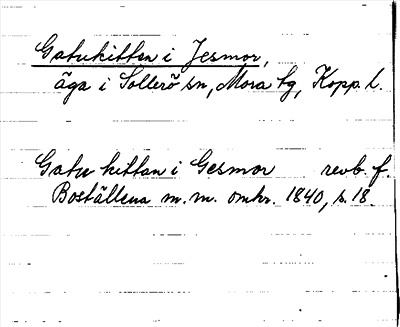 Gatukitten i Jesmor,
äga i Sollerö sn, Mora tg, Kopp. l.
Gatu kittan i Gesmor revb. f.
Boställena m. m. omkr. 1840, s. 18.